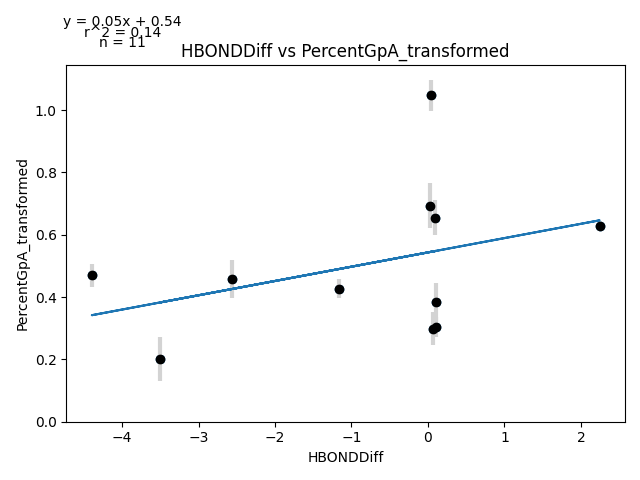 y = 0.05x + 0.54
r^2 = 0.14
n = 11
HBONDDiff vs PercentGpA_transformed
PercentGpA_transformed
1.0
0.8
0.6
0.4
0.2
0.0
−4 −3 −2 −1 0 1 2
HBONDDiff